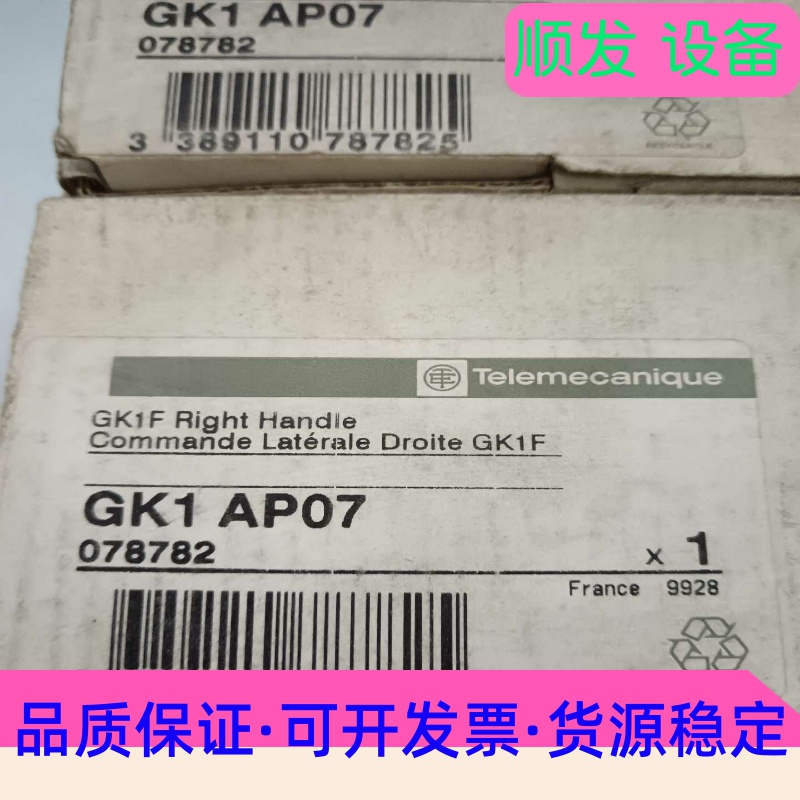 GK1 AP07
078782
3 389110 787825
顺发 设备
Telemecanique
GK1F Right Handle
Commande Latérale Droite GK1F
GK1 AP07
078782
x 1
France 9928
品质保证·可开发票·货源稳定